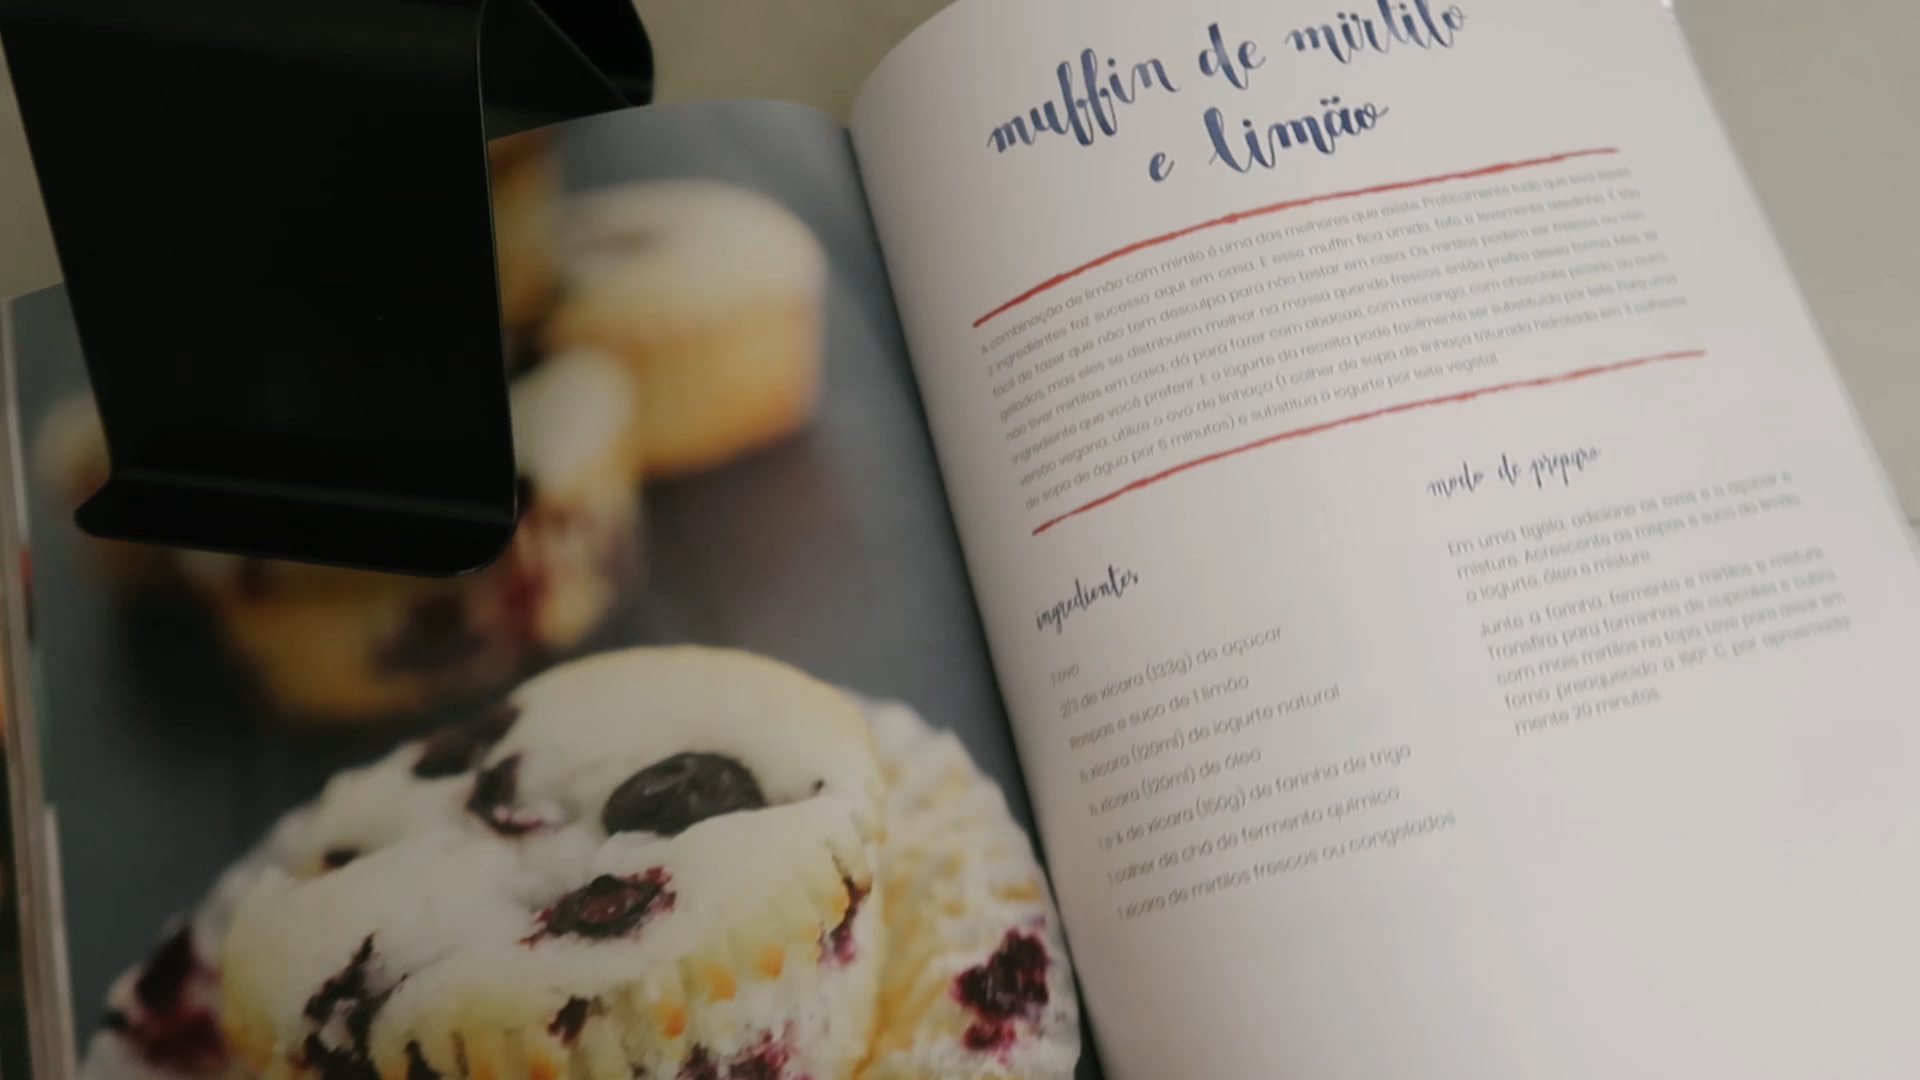 muffin de mirtilo
e limão
A combinação de limão com mirtilo é uma das melhores que existe. Praticamente tudo que leva esses
2 ingredientes faz sucesso aqui em casa. E esse muffin fica úmido, fofo e levemente azedinho. É tão
fácil de fazer que não tem desculpa para não testar em casa. Os mirtilos podem ser frescos ou con-
gelados, mas eles se distribuem melhor na massa quando frescos, então prefiro dessa forma. Mas, se
não tiver mirtilos em casa, dá para fazer com abacaxi, com morango, com chocolate picado, ou outro
ingrediente que você preferir. E o iogurte da receita pode facilmente ser substituído por leite. Para uma
versão vegana, utilize o ovo de linhaça (1 colher de sopa de linhaça triturada hidratada em 3 colheres
de sopa de água por 5 minutos) e substitua o iogurte por leite vegetal.
ingredientes
1 ovo
2/3 de xícara (133g) de açúcar
Raspas e suco de 1 limão
½ xícara (120ml) de iogurte natural
½ xícara (120ml) de óleo
1 e ¼ de xícara (150g) de farinha de trigo
1 colher de chá de fermento químico
1 xícara de mirtilos frescos ou congelados
modo de preparo
Em uma tigela, adicione os ovos e o açúcar e
misture. Acrescente as raspas e suco do limão,
o iogurte, óleo e misture.
Junte a farinha, fermento e mirtilos e misture.
Transfira para forminhas de cupcakes e cubra
com mais mirtilos no topo. Leve para assar em
forno preaquecido a 190° C por aproximada-
mente 20 minutos.